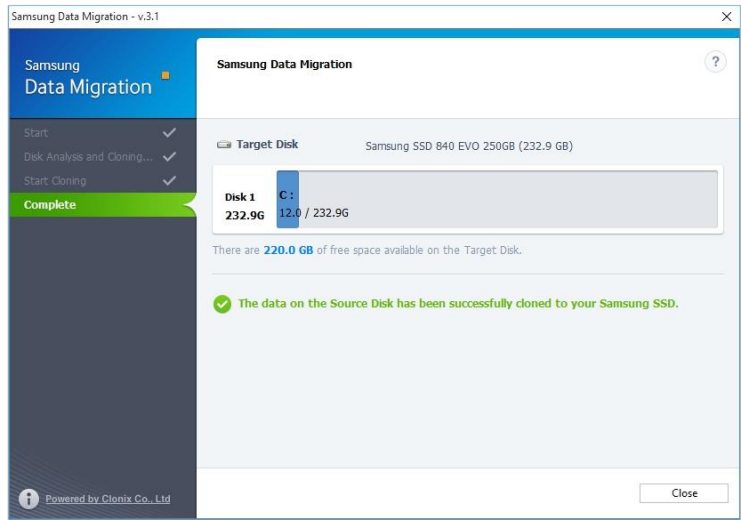 Samsung Data Migration - v.3.1
Samsung
Data Migration
Start
Disk Analysis and Cloning...
Start Cloning
Complete
Powered by Clonix Co., Ltd
Samsung Data Migration
?
Target Disk Samsung SSD 840 EVO 250GB (232.9 GB)
Disk 1 C :
232.9G 12.0 / 232.9G
There are 220.0 GB of free space available on the Target Disk.
The data on the Source Disk has been successfully cloned to your Samsung SSD.
Close